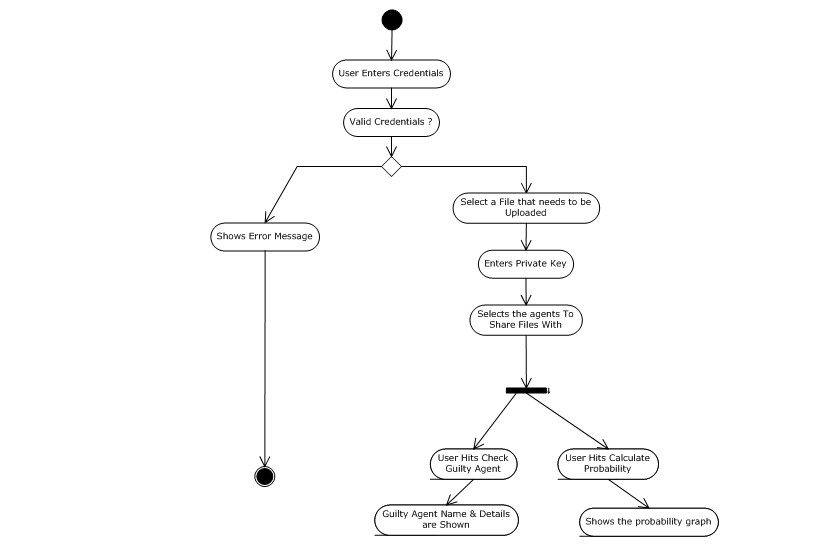 User Enters Credentials
Valid Credentials ?
Select a File that needs to be
Uploaded
Shows Error Message
Enters Private Key
Selects the agents To
Share Files With
User Hits Check
Guilty Agent
User Hits Calculate
Probability
Guilty Agent Name & Details
are Shown
Shows the probability graph